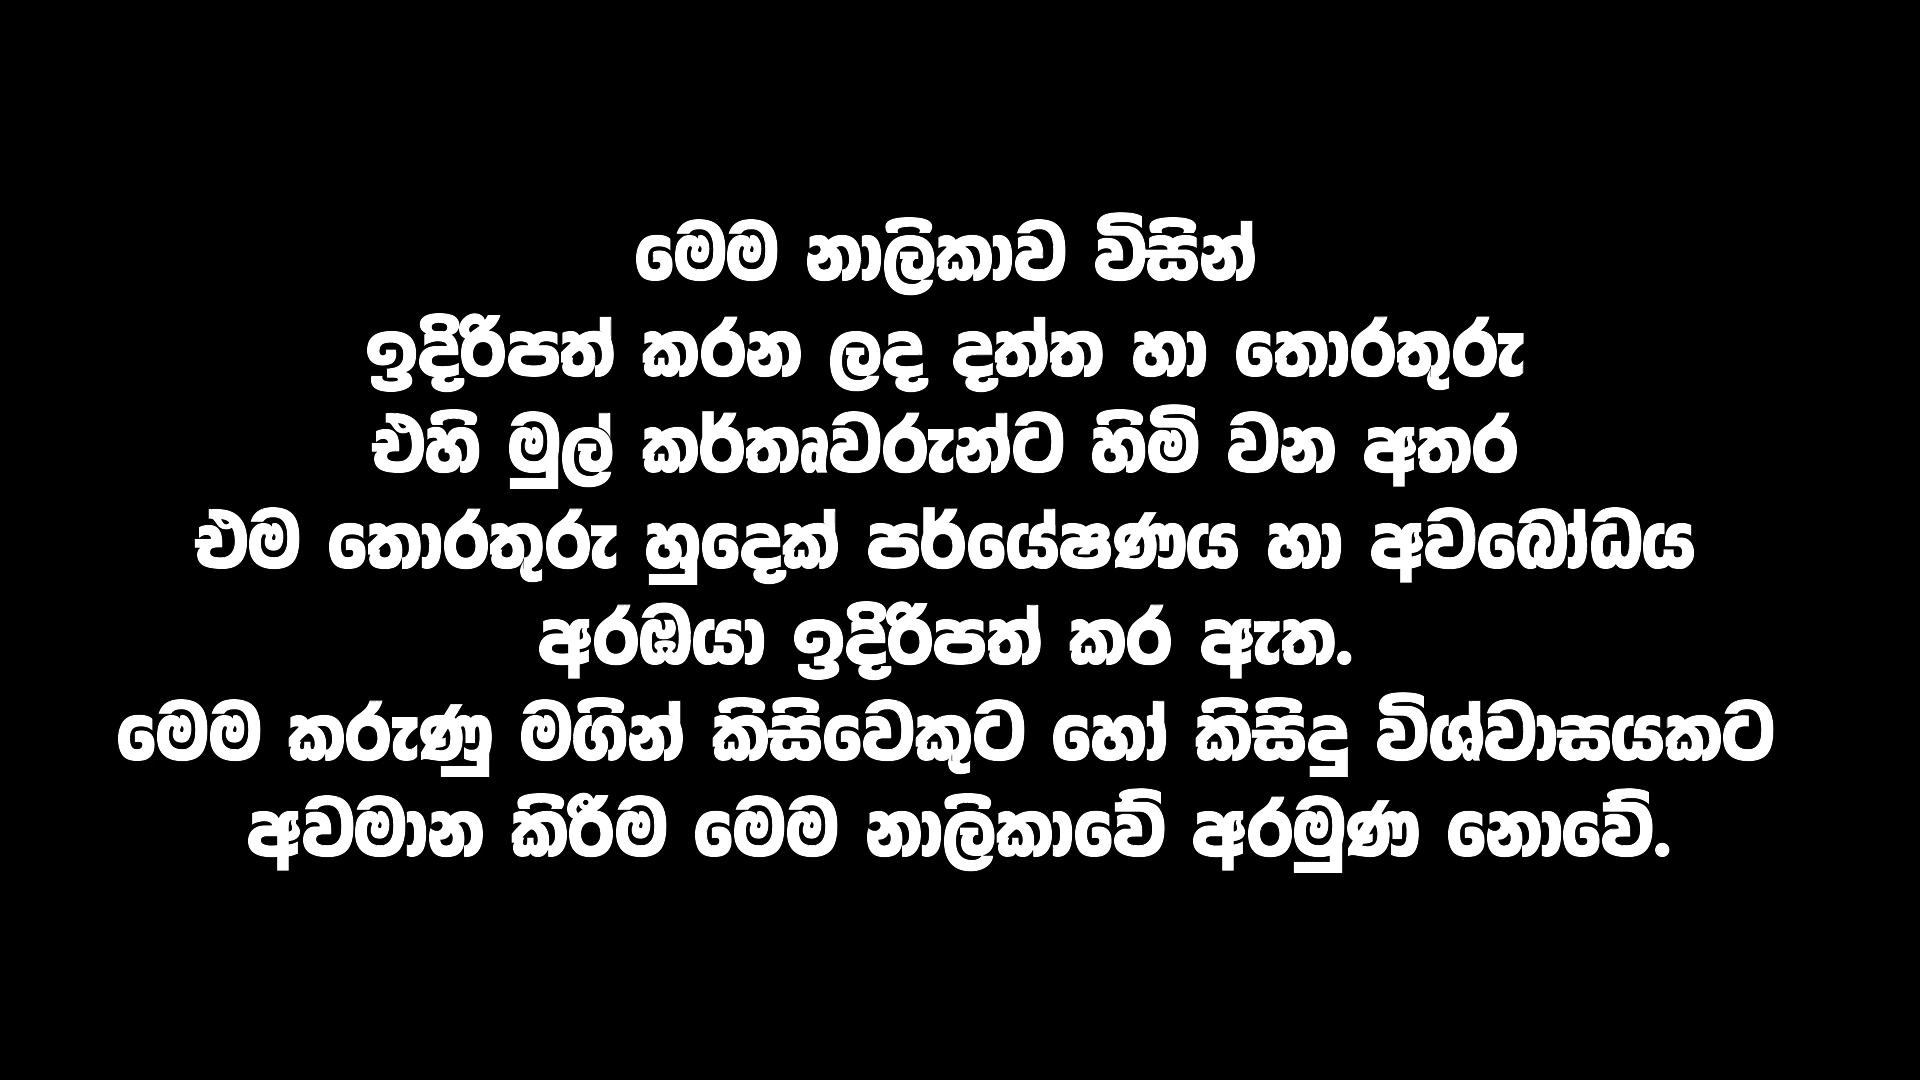 මෙම නාලිකාව විසින්
ඉදිරිපත් කරන ලද දත්ත හා තොරතුරු
එහි මුල් කර්තෘවරුන්ට හිමි වන අතර
එම තොරතුරු හුදෙක් පර්යේෂණය හා අවබෝධය
අරඹයා ඉදිරිපත් කර ඇත.
මෙම කරුණු මගින් කිසිවෙකුට හෝ කිසිදු විශ්වාසයකට
අවමාන කිරීම මෙම නාලිකාවේ අරමුණ නොවේ.